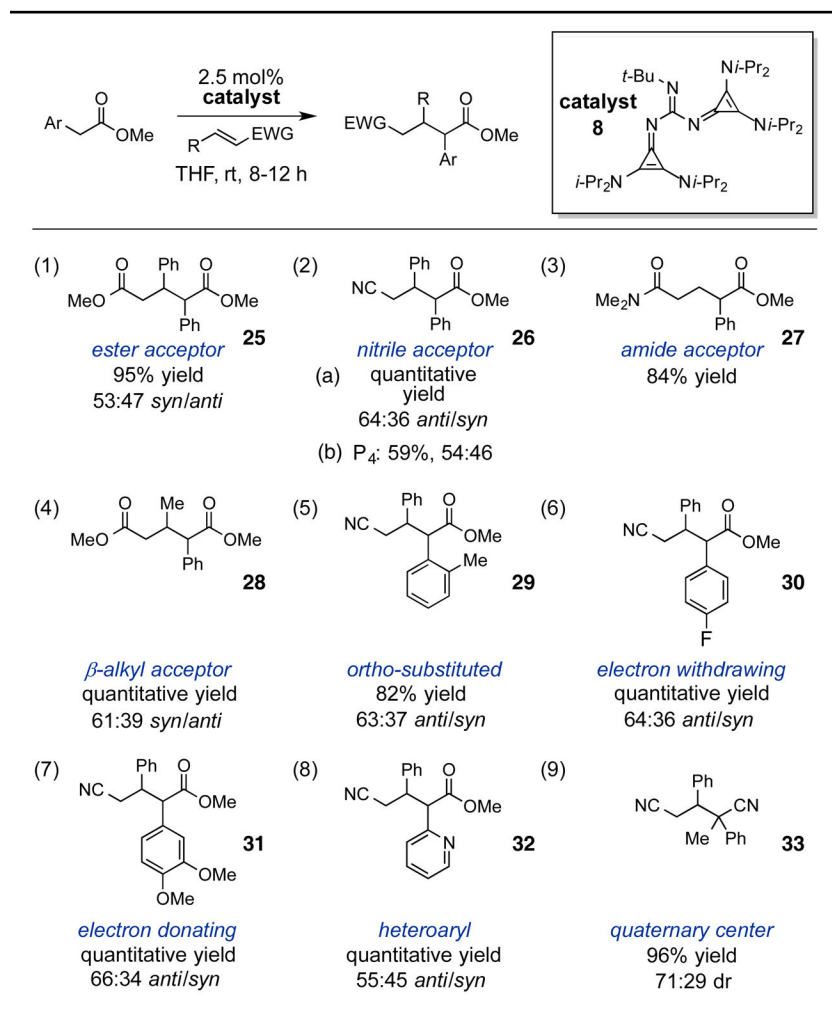 2.5 mol%
catalyst
Ar
O
OMe
R
EWG
THF, rt, 8-12 h
EWG
R
O
OMe
Ar
catalyst
8
t-Bu
N
Ni-Pr2
N
N
Ni-Pr2
i-Pr2N
Ni-Pr2
(1)
O
Ph
O
MeO
OMe
Ph
25
ester acceptor
95% yield
53:47 syn/anti
(2)
Ph
O
NC
OMe
Ph
26
nitrile acceptor
(a) quantitative
yield
64:36 anti/syn
(b) P4: 59%, 54:46
(3)
O
O
Me2N
OMe
Ph
27
amide acceptor
84% yield
(4)
O
Me
O
MeO
OMe
Ph
28
β-alkyl acceptor
quantitative yield
61:39 syn/anti
(5)
Ph
O
NC
OMe
Me
29
ortho-substituted
82% yield
63:37 anti/syn
(6)
Ph
O
NC
OMe
F
30
electron withdrawing
quantitative yield
64:36 anti/syn
(7)
Ph
O
NC
OMe
OMe
OMe
31
electron donating
quantitative yield
66:34 anti/syn
(8)
Ph
O
NC
OMe
N
32
heteroaryl
quantitative yield
55:45 anti/syn
(9)
Ph
NC
CN
Me
Ph
33
quaternary center
96% yield
71:29 dr